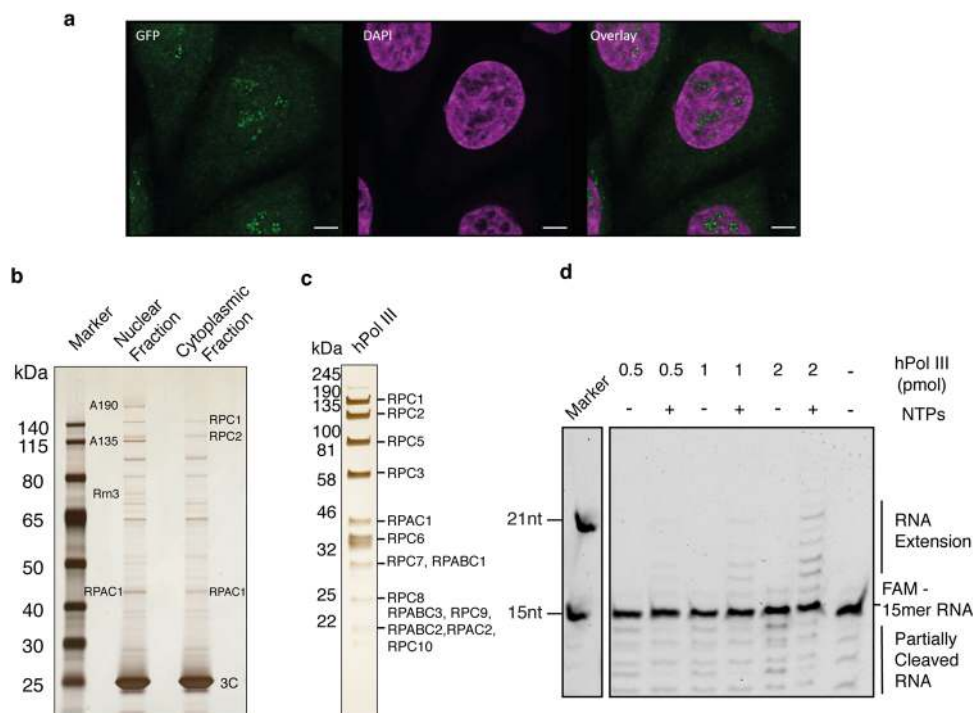 a
GFP
DAPI
Overlay
b
Marker
Nuclear
Fraction
Cytoplasmic
Fraction
kDa
140
115
80
65
50
40
30
25
A190
A135
Rrn3
RPAC1
RPC1
RPC2
RPAC1
3C
c
hPol III
kDa
245
190
135
100
81
58
46
32
25
22
RPC1
RPC2
RPC5
RPC3
RPAC1
RPC6
RPC7, RPABC1
RPC8
RPABC3, RPC9,
RPABC2,RPAC2,
RPC10
d
Marker
0.5 0.5 1 1 2 2 - hPol III
(pmol)
- + - + - + - NTPs
21nt
15nt
RNA
Extension
FAM -
15mer RNA
Partially
Cleaved
RNA